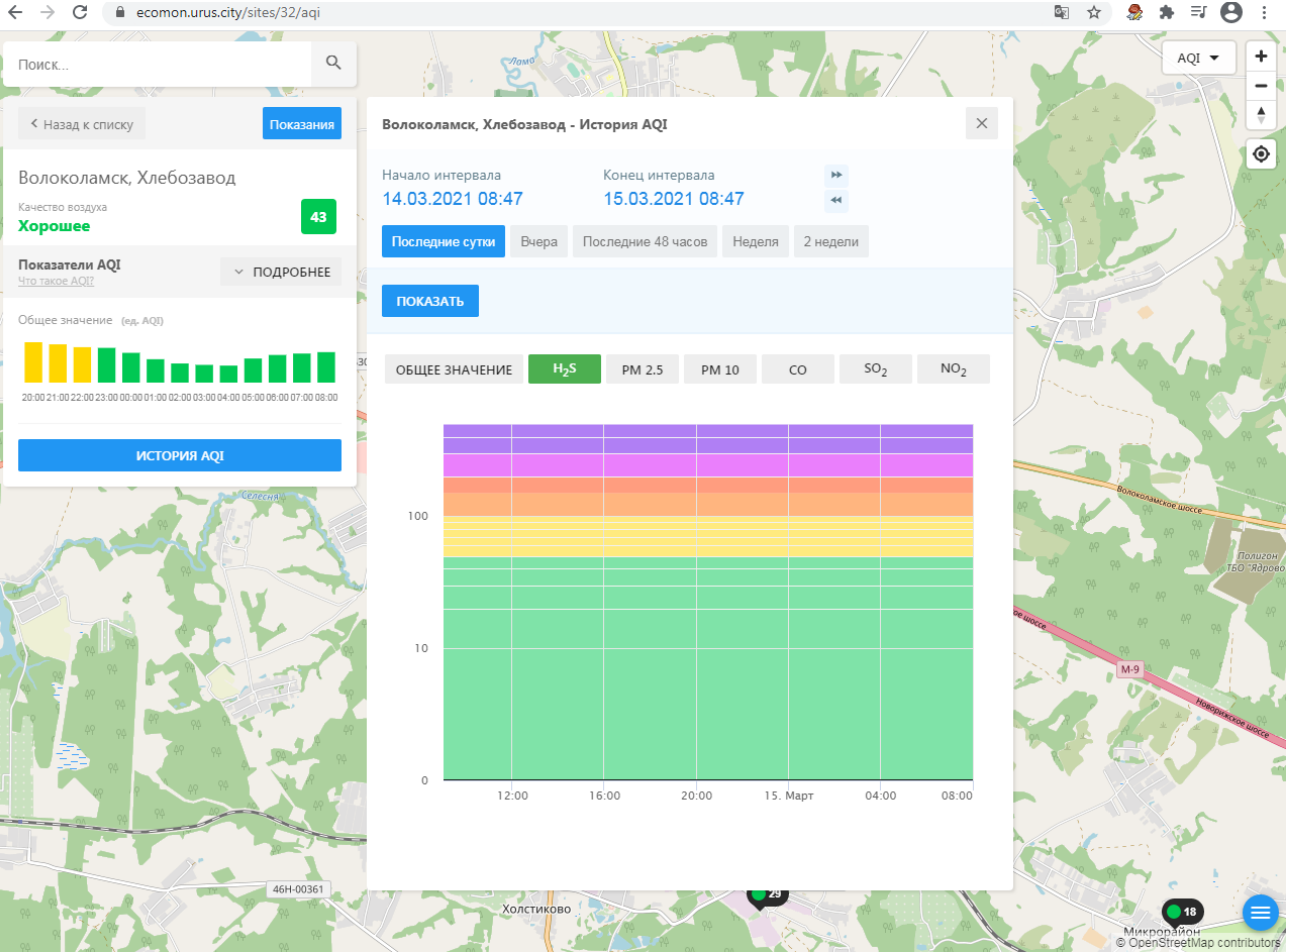 ecomon.urus.city/sites/32/aqi
Поиск...
AQI
Назад к списку
Показания
Волоколамск, Хлебозавод
Качество воздуха
Хорошее
43
Показатели AQI
Что такое AQI?
ПОДРОБНЕЕ
Общее значение (ед. AQI)
20:00 21:00 22:00 23:00 00:00 01:00 02:00 03:00 04:00 05:00 06:00 07:00 08:00
ИСТОРИЯ AQI
Волоколамск, Хлебозавод - История AQI
Начало интервала
Конец интервала
14.03.2021 08:47
15.03.2021 08:47
Последние сутки
Вчера
Последние 48 часов
Неделя
2 недели
ПОКАЗАТЬ
ОБЩЕЕ ЗНАЧЕНИЕ
H2S
PM 2.5
PM 10
CO
SO2
NO2
100
10
0
12:00
16:00
20:00
15. Март
04:00
08:00
Лама
Селесня
Волоколамское шоссе
Полигон
ТБО "Ядрово
ое шоссе
М-9
Новорижское шоссе
46Н-00361
Холстиково
29
18
Микрорайон
© OpenStreetMap contributors